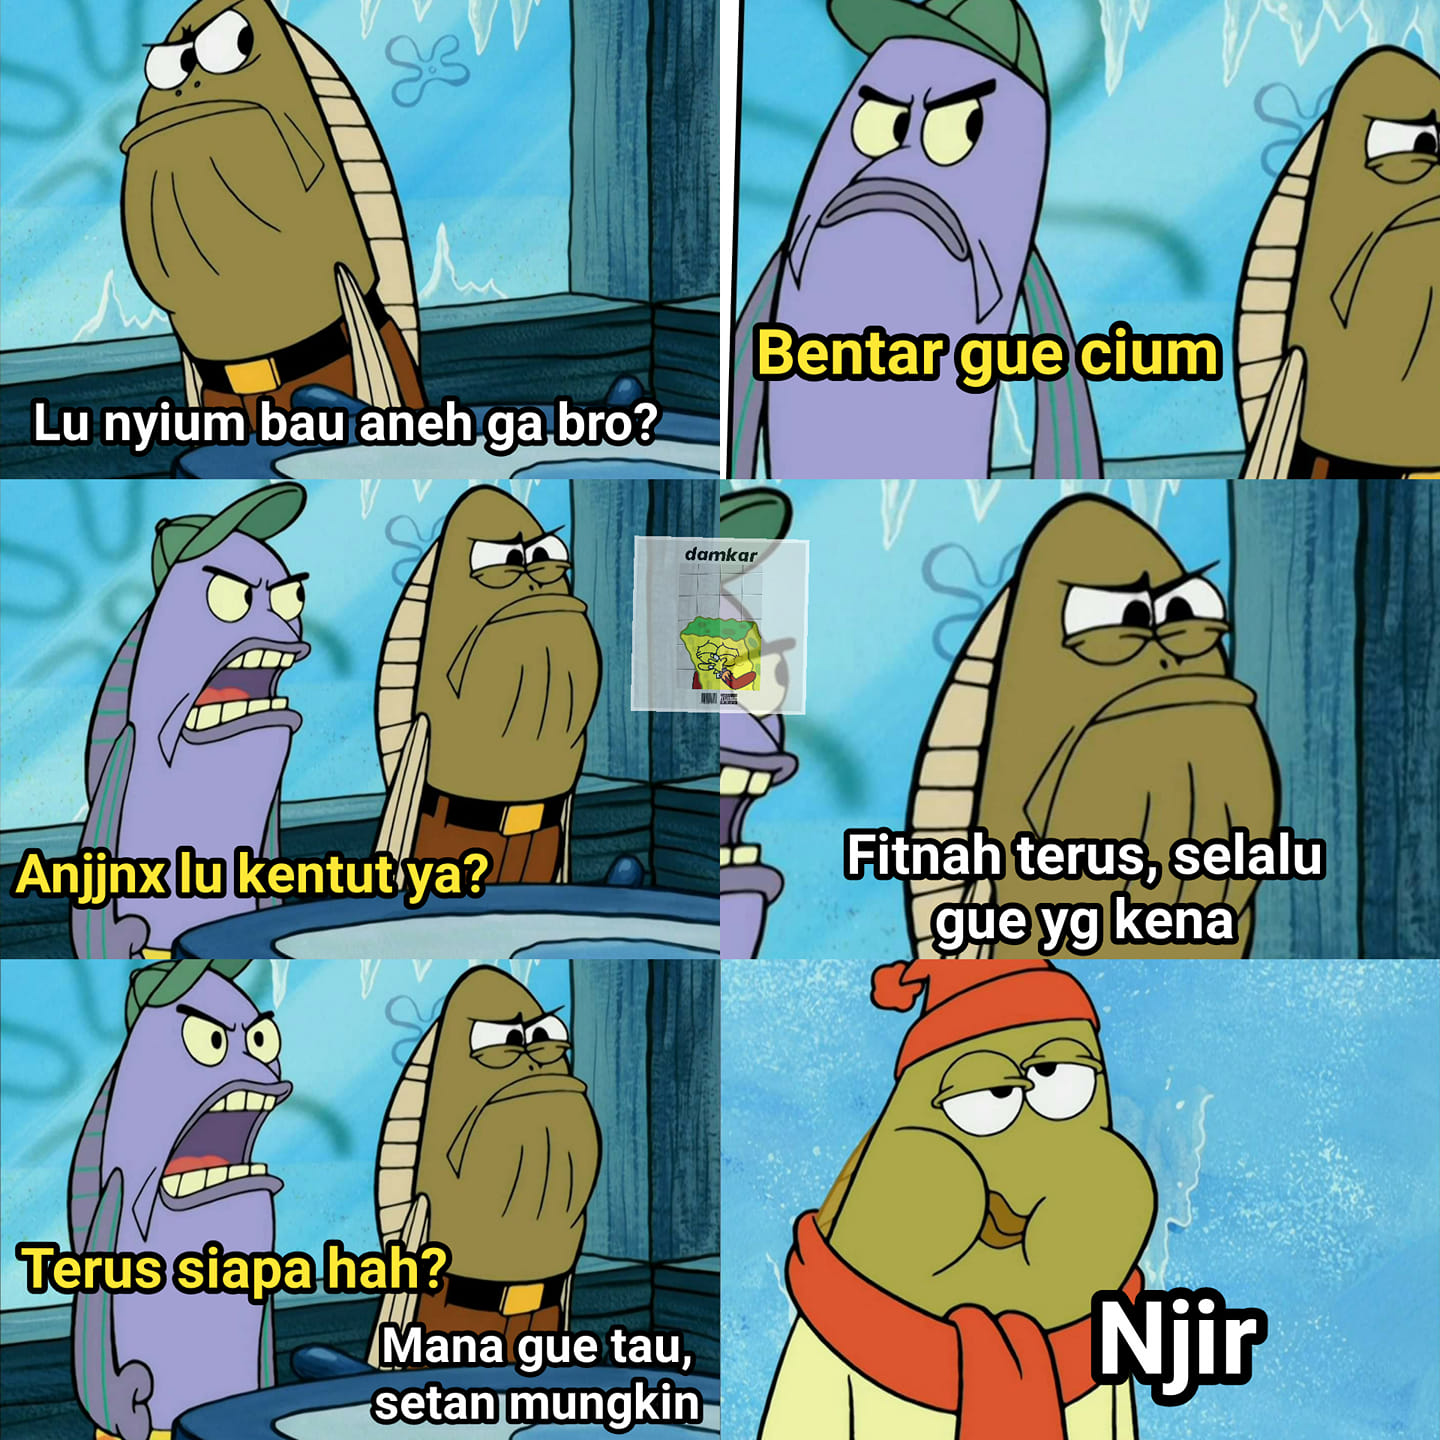 Lu nyium bau aneh ga bro?
Bentar gue cium
damkar
Anjjnx lu kentut ya?
Fitnah terus, selalu
gue yg kena
Terus siapa hah?
Mana gue tau,
setan mungkin
Njir